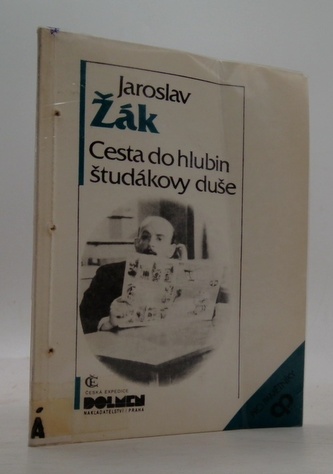 Jaroslav
Žák
Cesta do hlubin
študákovy duše
ČESKÁ EXPEDICE
DOLMEN
NAKLADATELSTVÍ / PRAHA
Á